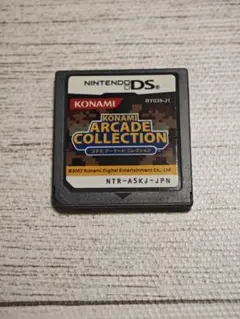 NINTENDO DS
KONAMI
RY039-21
KONAMI
ARCADE
COLLECTION
コナミ アーケード コレクション
©2007 Konami Digital Entertainment Co., Ltd.
NTR-A5KJ-JPN